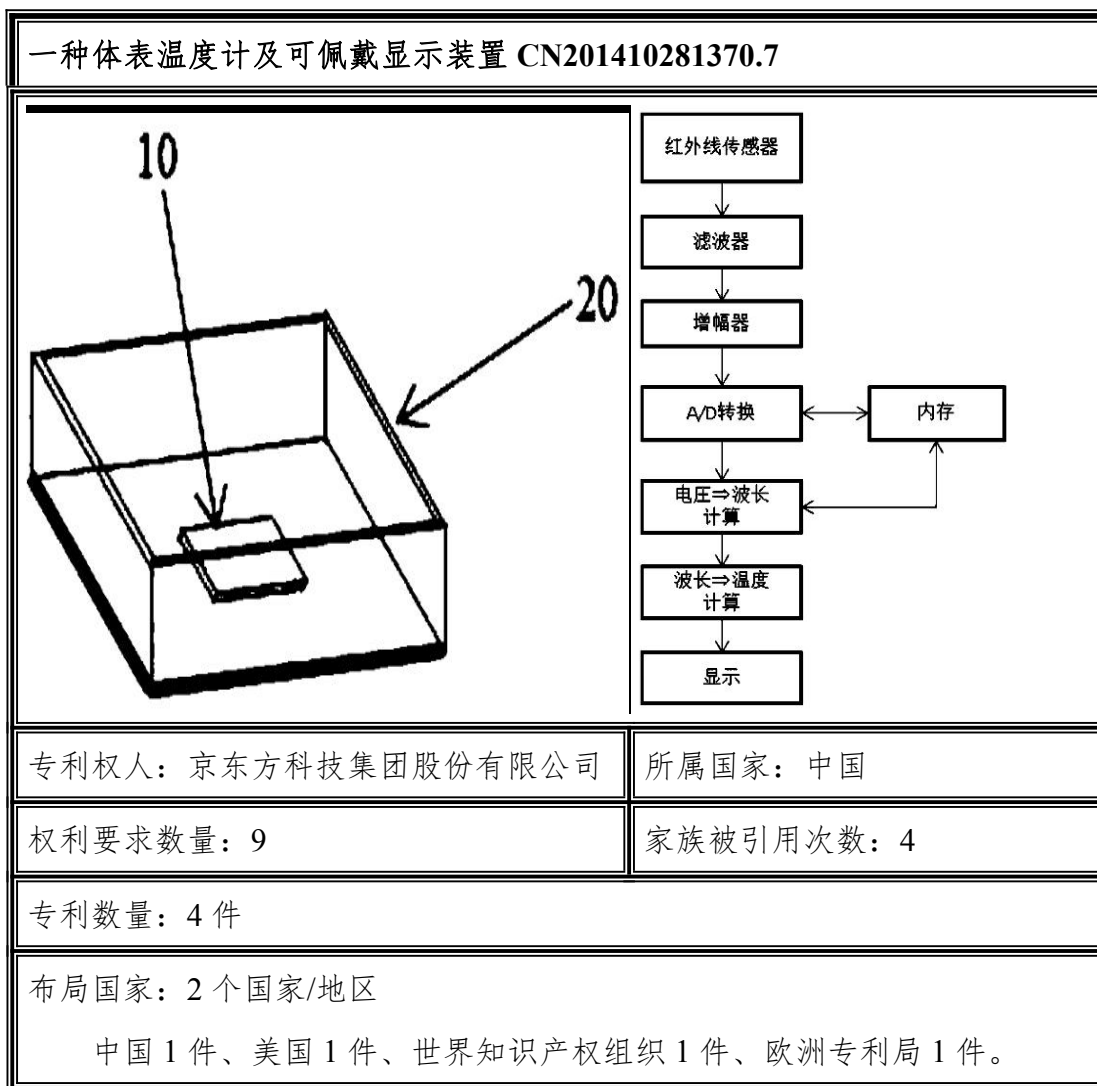 一种体表温度计及可佩戴显示装置 CN201410281370.7
10
20
红外线传感器
滤波器
增幅器
A/D转换
内存
电压⇒波长
计算
波长⇒温度
计算
显示
专利权人：京东方科技集团股份有限公司
所属国家：中国
权利要求数量：9
家族被引用次数：4
专利数量：4 件
布局国家：2 个国家/地区
中国 1 件、美国 1 件、世界知识产权组织 1 件、欧洲专利局 1 件。